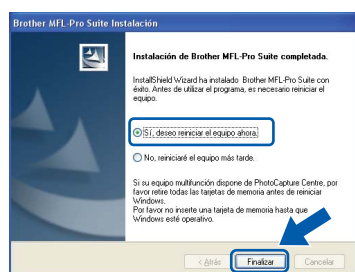 Brother MFL-Pro Suite Instalación
Instalación de Brother MFL-Pro Suite completada.
InstallShield Wizard ha instalado Brother MFL-Pro Suite con
éxito. Antes de utilizar el programa, es necesario reiniciar el
equipo.
Sí, deseo reiniciar el equipo ahora.
No, reiniciaré el equipo más tarde.
Si su equipo multifunción dispone de PhotoCapture Centre, por
favor retire todas las tarjetas de memoria antes de reiniciar
Windows.
Por favor no inserte una tarjeta de memoria hasta que
Windows esté operativo.
< Atrás Finalizar Cancelar